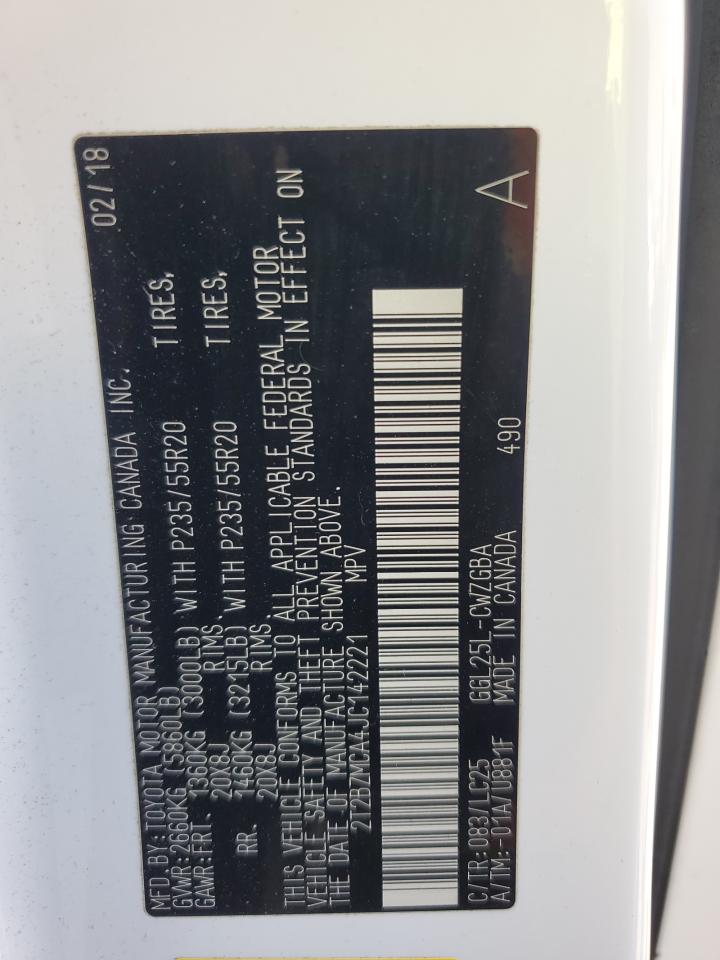 MFD.BY:TOYOTA MOTOR MANUFACTURING CANADA INC. 02/18
GVWR:2660KG (5860LB)
GAWR:FRT. 1360KG (3000LB) WITH P235/55R20 TIRES,
20X8J RIMS.
RR. 1460KG (3215LB) WITH P235/55R20 TIRES,
20X8J RIMS
THIS VEHICLE CONFORMS TO ALL APPLICABLE FEDERAL MOTOR
VEHICLE SAFETY AND THEFT PREVENTION STANDARDS IN EFFECT ON
THE DATE OF MANUFACTURE SHOWN ABOVE.
2T2BZMCA4JC142221 MPV
C/TR:083/LC25 GGL25L-CWZGBA
A/TM:-01A/U881F MADE IN CANADA 490 A